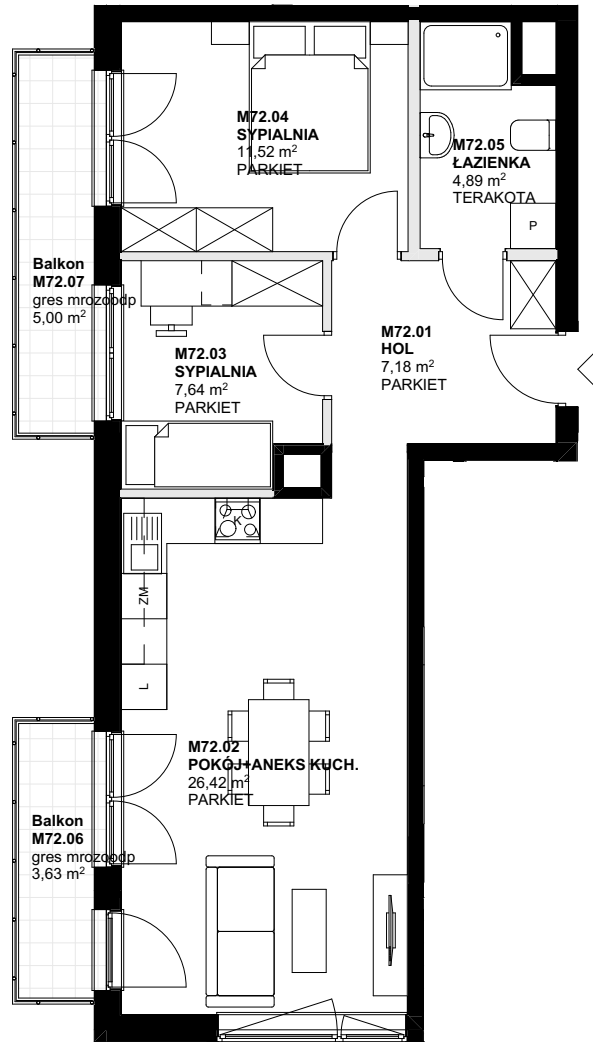 M72.04
SYPIALNIA
11,52 m²
PARKIET
M72.05
ŁAZIENKA
4,89 m²
TERAKOTA
P
Balkon
M72.07
gres mrozoodp
5,00 m²
M72.03
SYPIALNIA
7,64 m²
PARKIET
M72.01
HOL
7,18 m²
PARKIET
K
ZM
L
M72.02
POKÓJ+ANEKS KUCH.
26,42 m²
PARKIET
Balkon
M72.06
gres mrozoodp
3,63 m²